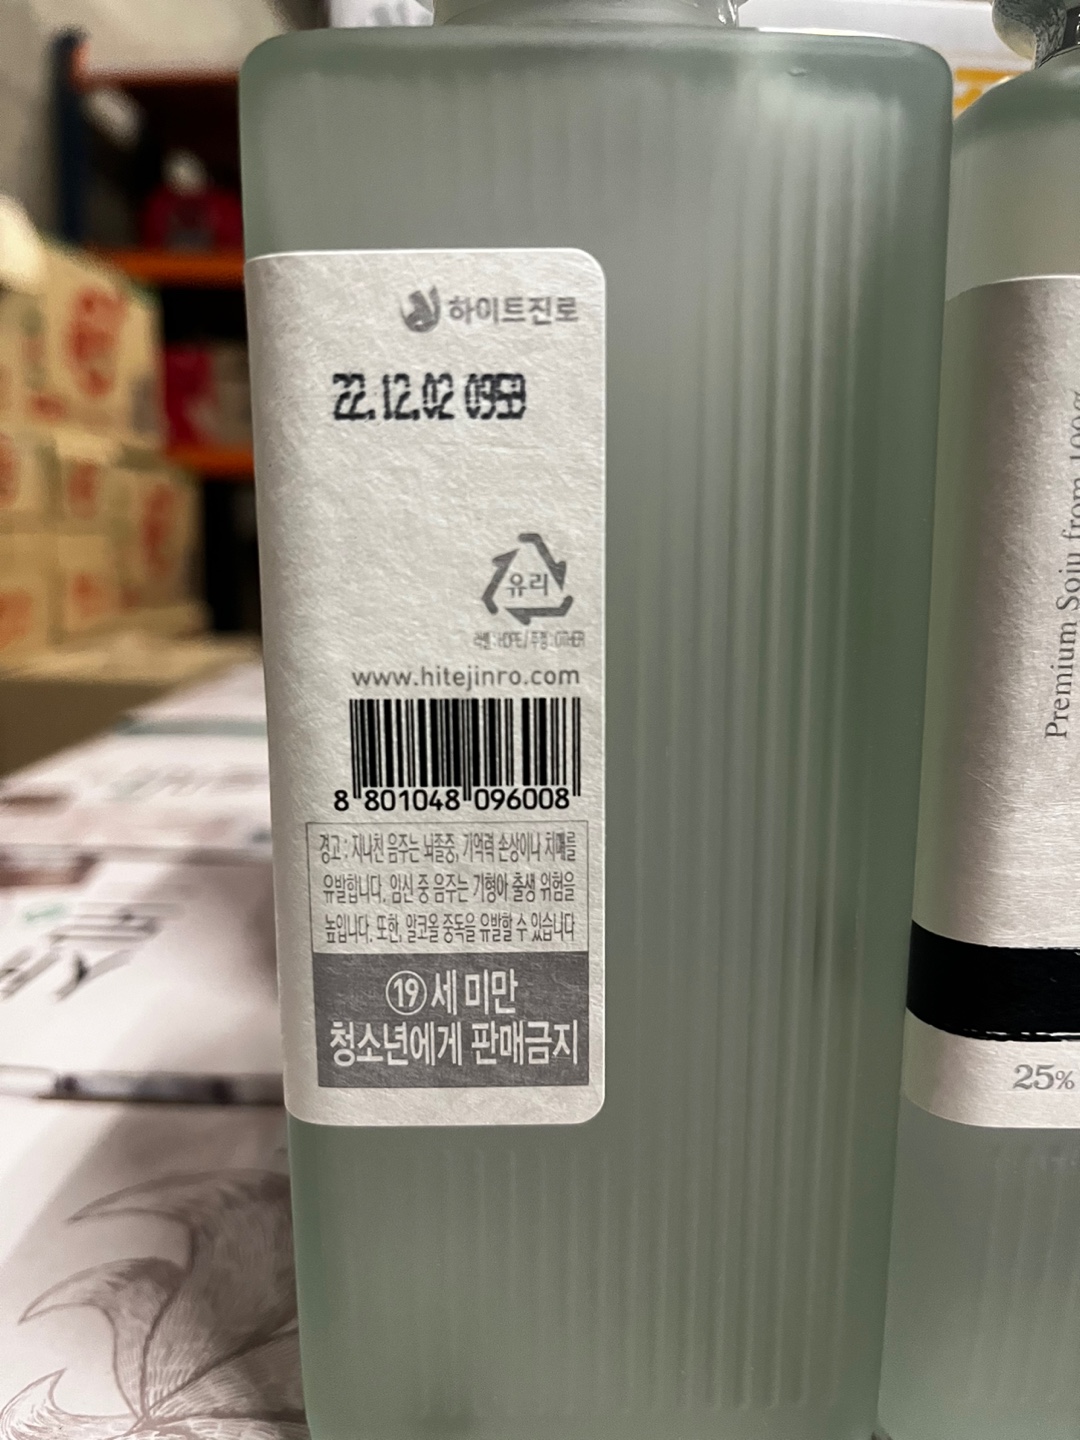 하이트진로
22.12.02
유리
www.hitejinro.com
8 801048 096008
경고 : 지나친 음주는 뇌졸중, 기억력 손상이나 치매를
유발합니다. 임신 중 음주는 기형아 출생 위험을
높입니다. 또한, 알코올 중독을 유발할 수 있습니다
19세 미만
청소년에게 판매금지
Premium Soju from 100%
25%